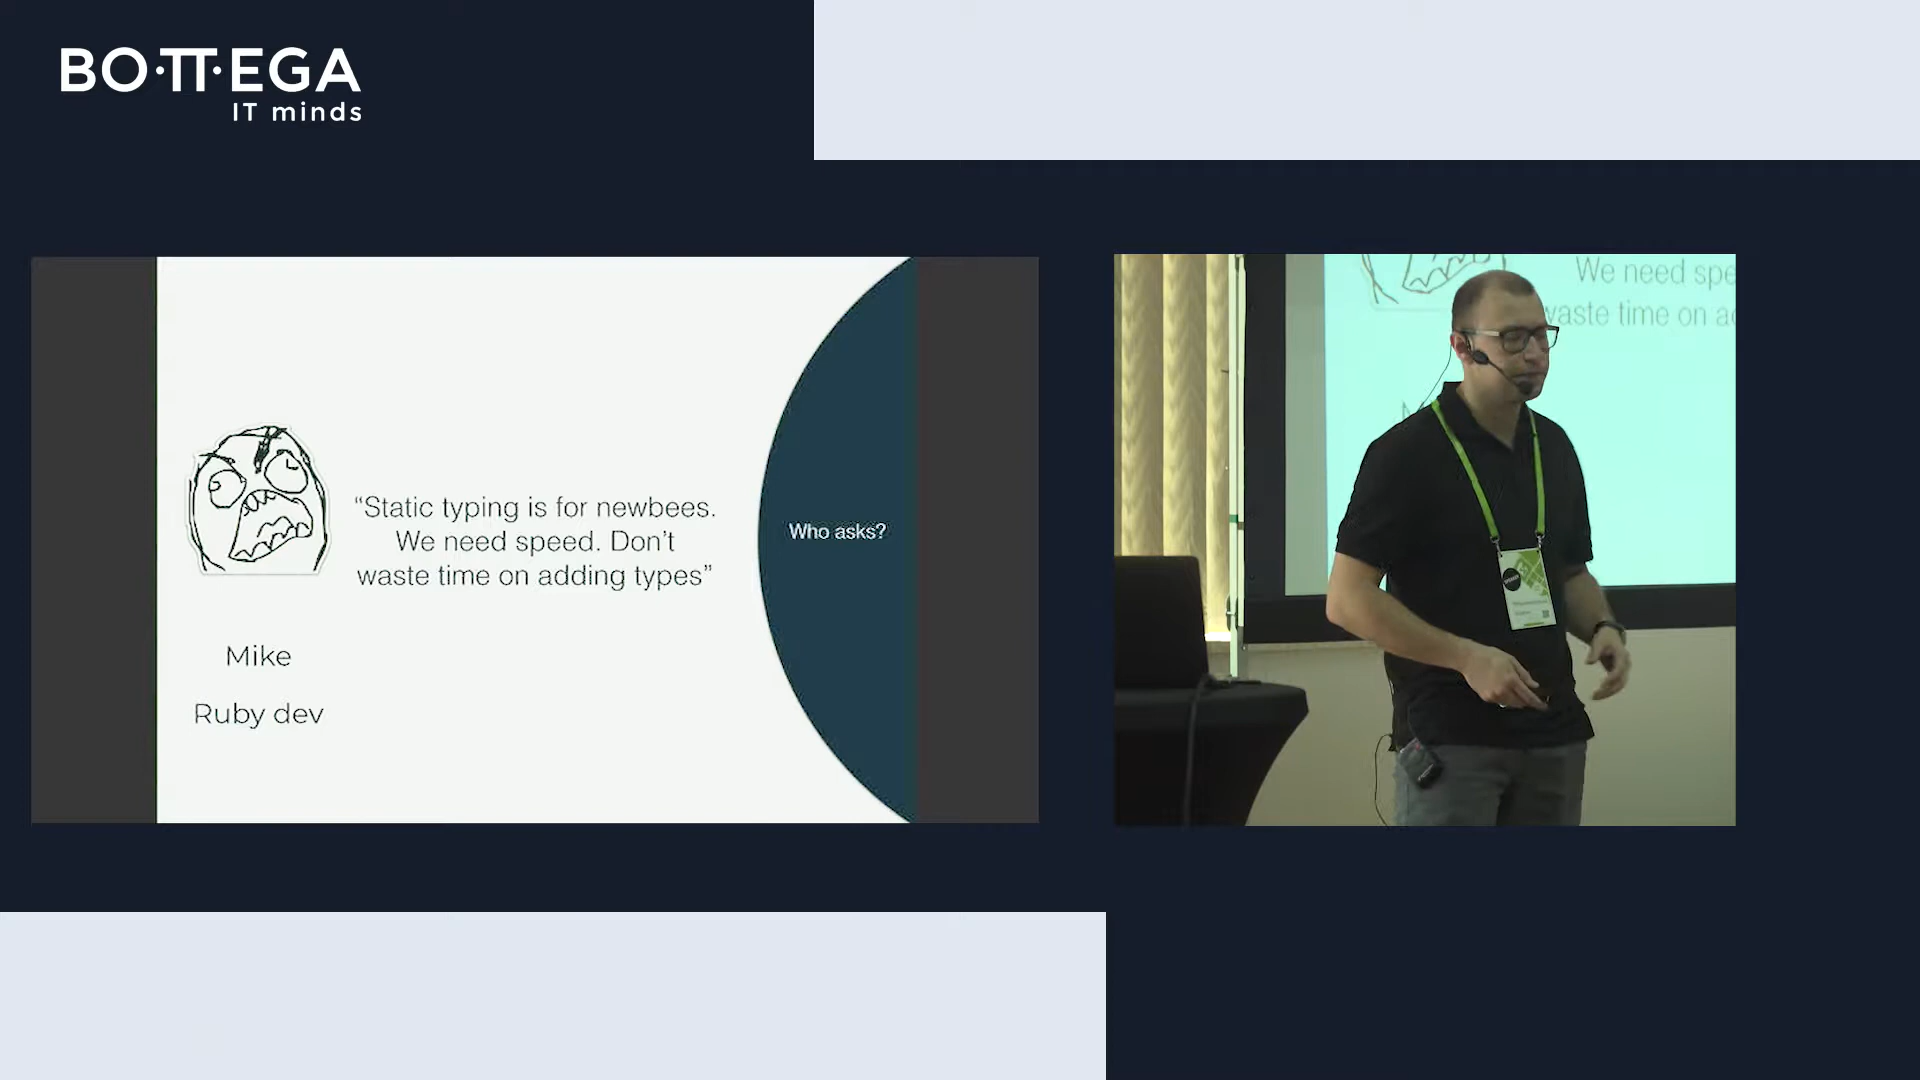 BO·TT·EGA
IT minds
“Static typing is for newbees.
We need speed. Don’t
waste time on adding types”
Who asks?
Mike
Ruby dev
We need spe
waste time on ad